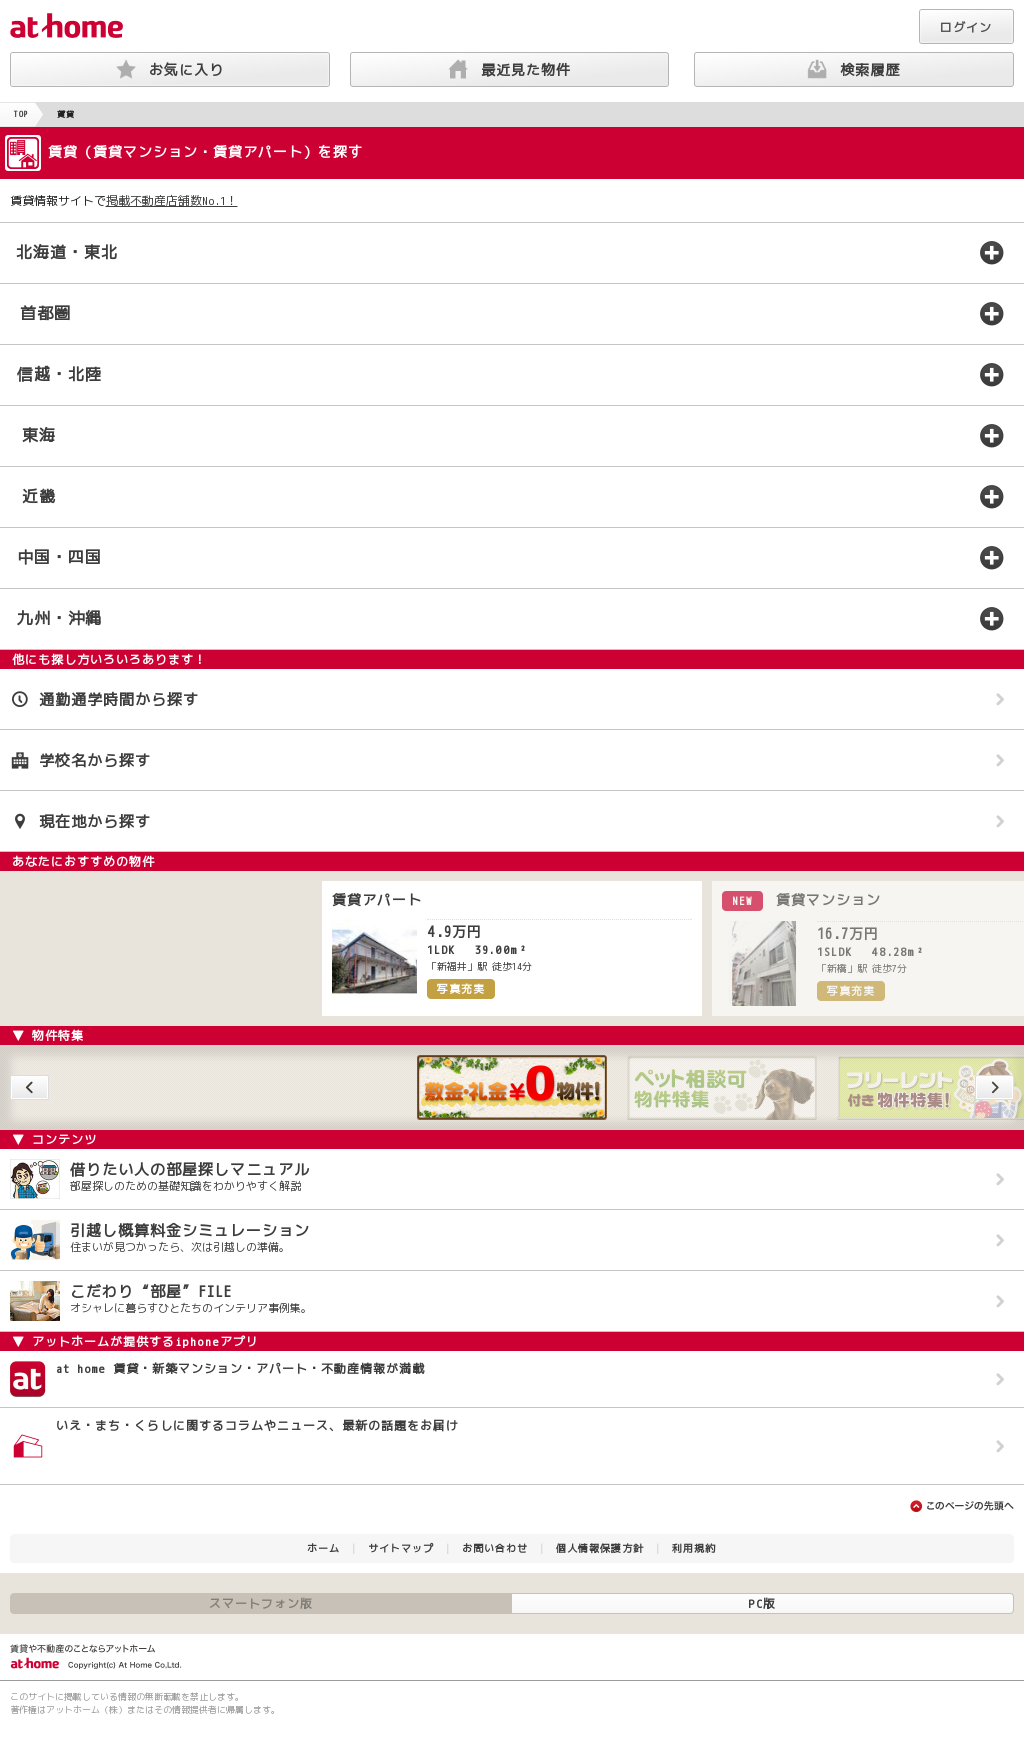 at home
ログイン
お気に入り
最近見た物件
検索履歴
TOP 賃貸
賃貸（賃貸マンション・賃貸アパート）を探す
賃貸情報サイトで掲載不動産店舗数No.1！
北海道・東北
首都圏
信越・北陸
東海
近畿
中国・四国
九州・沖縄
他にも探し方いろいろあります！
通勤通学時間から探す
学校名から探す
現在地から探す
あなたにおすすめの物件
賃貸アパート
4.9万円
1LDK 39.00m²
「新福井」駅 徒歩14分
写真充実
NEW 賃貸マンション
16.7万円
1SLDK 48.28m²
「新橋」駅 徒歩7分
写真充実
▼ 物件特集
敷金・礼金¥0物件!
ペット相談可
物件特集
フリーレント
付き物件特集!
▼ コンテンツ
借りたい人の部屋探しマニュアル
部屋探しのための基礎知識をわかりやすく解説
引越し概算料金シミュレーション
住まいが見つかったら、次は引越しの準備。
こだわり“部屋”FILE
オシャレに暮らすひとたちのインテリア事例集。
▼ アットホームが提供するiphoneアプリ
at
at home 賃貸・新築マンション・アパート・不動産情報が満載
いえ・まち・くらしに関するコラムやニュース、最新の話題をお届け
このページの先頭へ
ホーム | サイトマップ | お問い合わせ | 個人情報保護方針 | 利用規約
スマートフォン版
PC版
賃貸や不動産のことならアットホーム
at home Copyright(c) At Home Co.,Ltd.
このサイトに掲載している情報の無断転載を禁止します。
著作権はアットホーム（株）またはその情報提供者に帰属します。